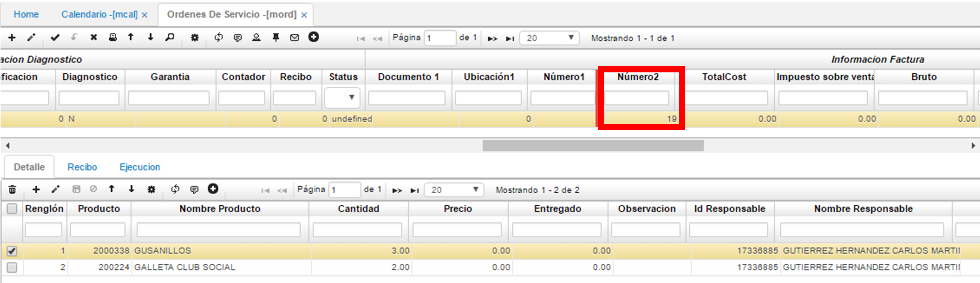 Home Calendario -[mcal] × Ordenes De Servicio -[mord] ×
Página 1 de 1 20 Mostrando 1 - 1 de 1
acion Diagnostico Informacion Factura
ificacion Diagnostico Garantia Contador Recibo Status Documento 1 Ubicación1 Número1 Número2 TotalCost Impuesto sobre venta Bruto
0 N 0 0 undefined 0 19 0.00 0.00 0.00
Detalle Recibo Ejecucion
Página 1 de 1 20 Mostrando 1 - 2 de 2
Renglón Producto Nombre Producto Cantidad Precio Entregado Observacion Id Responsable Nombre Responsable
1 2000338 GUSANILLOS 3.00 0.00 0.00 17336885 GUTIERREZ HERNANDEZ CARLOS MARTI
2 200224 GALLETA CLUB SOCIAL 2.00 0.00 0.00 17336885 GUTIERREZ HERNANDEZ CARLOS MARTI